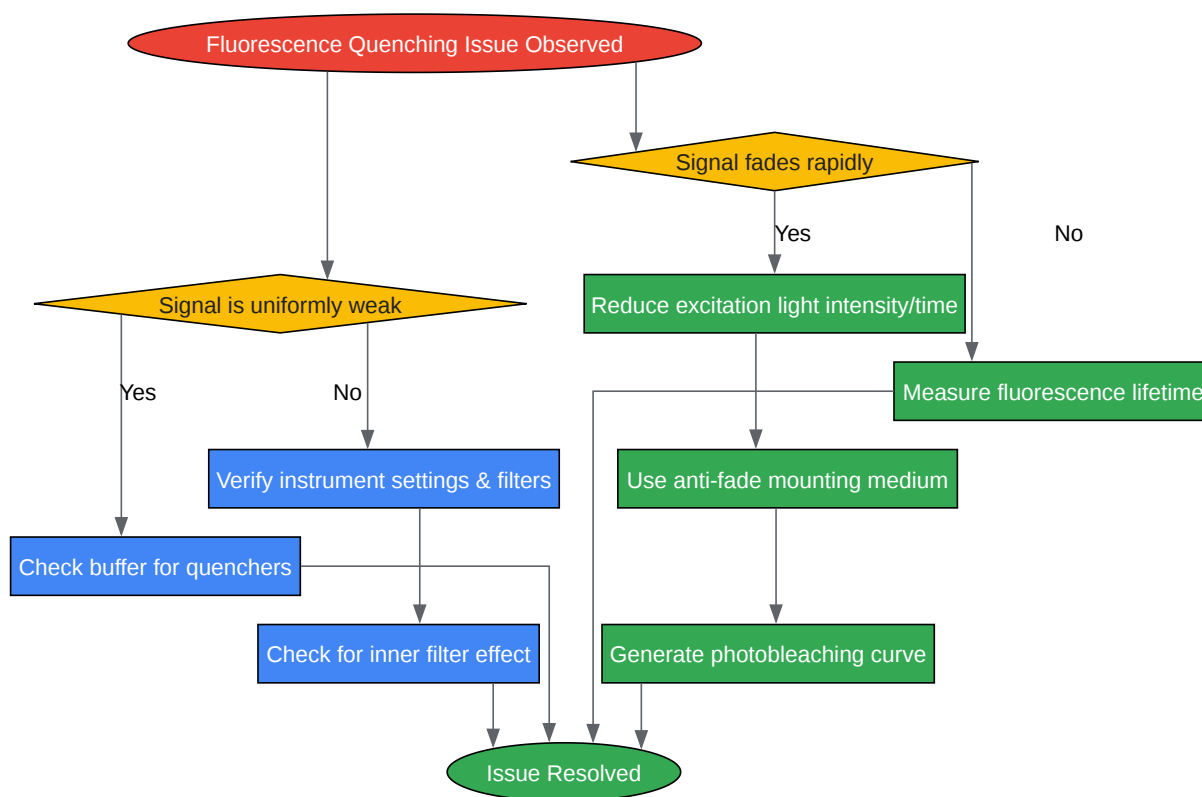 Fluorescence Quenching Issue Observed
Signal fades rapidly
Yes
No
Reduce excitation light intensity/time
Signal is uniformly weak
Yes
No
Measure fluorescence lifetime
Verify instrument settings & filters
Use anti-fade mounting medium
Check buffer for quenchers
Check for inner filter effect
Generate photobleaching curve
Issue Resolved